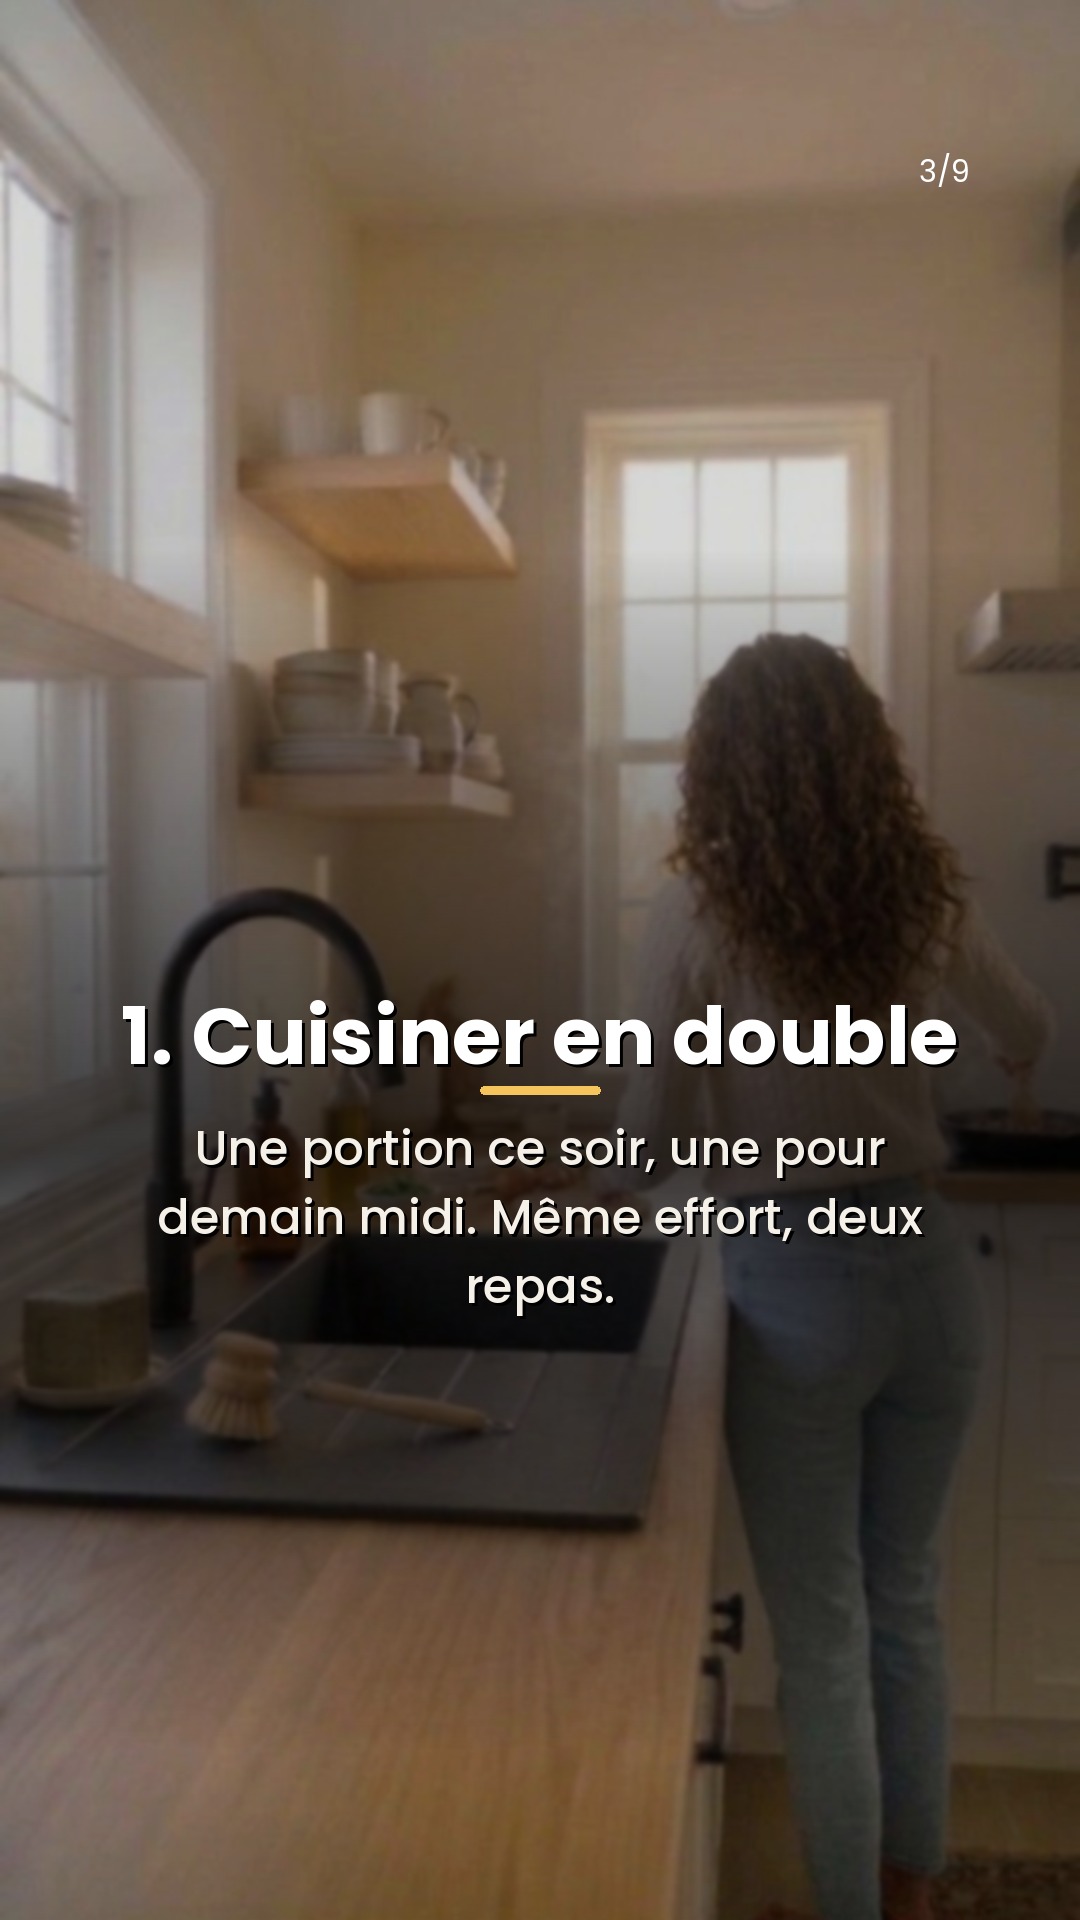 3/9
1. Cuisiner en double
Une portion ce soir, une pour
demain midi. Même effort, deux
repas.